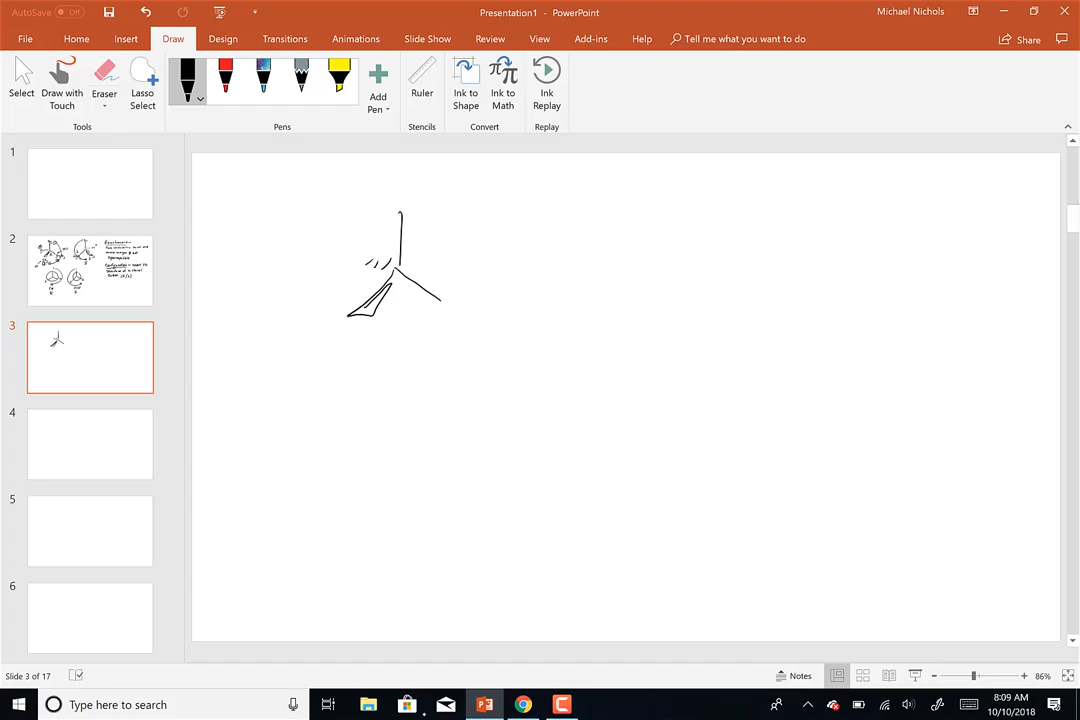 AutoSave Off
Presentation1 - PowerPoint
Michael Nichols
File Home Insert Draw Design Transitions Animations Slide Show Review View Add-ins Help Tell me what you want to do
Share
Select
Draw with Touch
Eraser
Lasso Select
Add Pen
Ruler
Ink to Shape
Ink to Math
Ink Replay
Tools
Pens
Stencils
Convert
Replay
1
2
3
4
5
6
Slide 3 of 17
Notes
86%
Type here to search
8:09 AM
10/10/2018